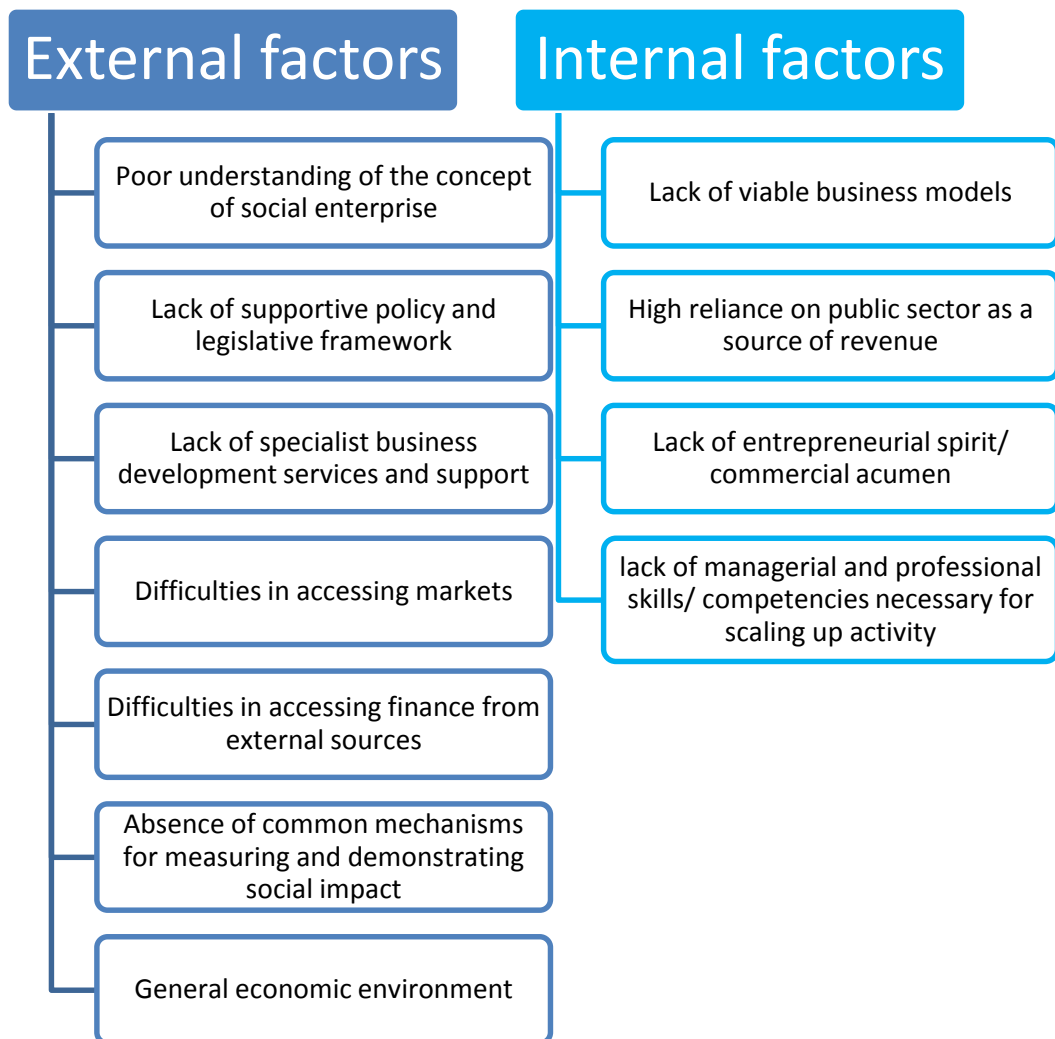 External factors
Poor understanding of the concept
of social enterprise
Lack of supportive policy and
legislative framework
Lack of specialist business
development services and support
Difficulties in accessing markets
Difficulties in accessing finance from
external sources
Absence of common mechanisms
for measuring and demonstrating
social impact
General economic environment
Internal factors
Lack of viable business models
High reliance on public sector as a
source of revenue
Lack of entrepreneurial spirit/
commercial acumen
lack of managerial and professional
skills/ competencies necessary for
scaling up activity